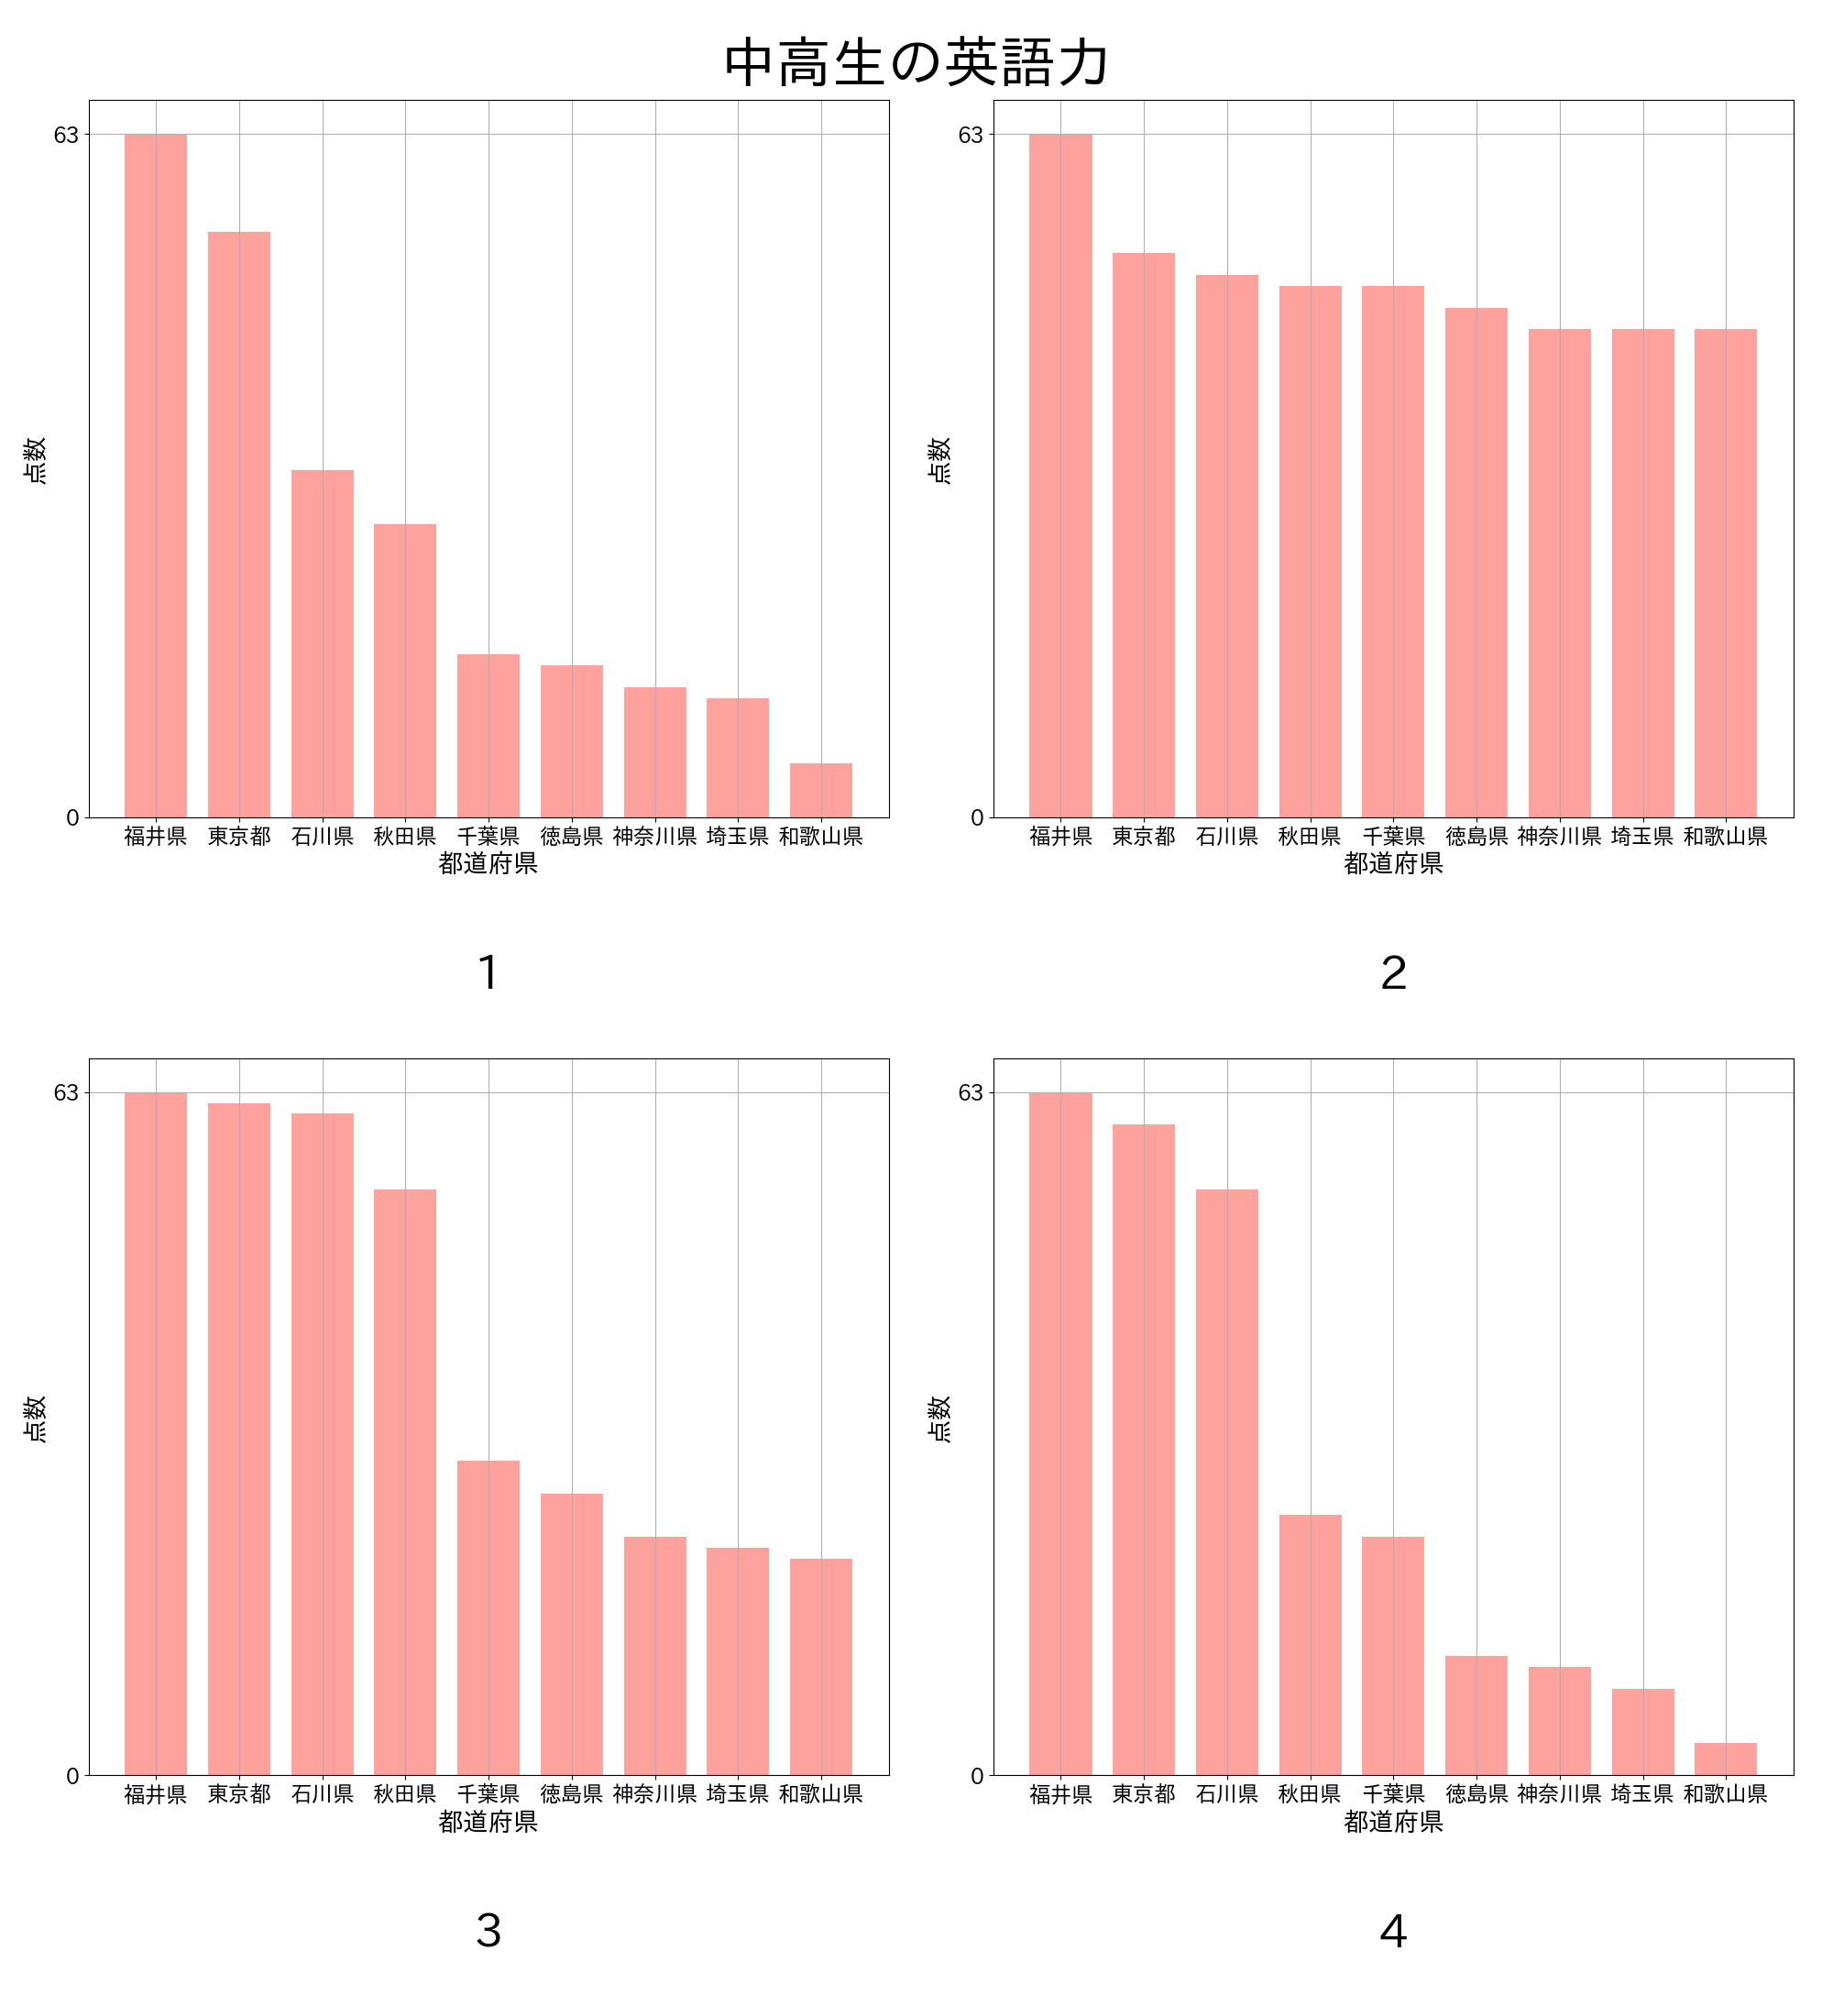 中高生の英語力
63
点数
0
福井県 東京都 石川県 秋田県 千葉県 徳島県 神奈川県 埼玉県 和歌山県
都道府県
1
63
点数
0
福井県 東京都 石川県 秋田県 千葉県 徳島県 神奈川県 埼玉県 和歌山県
都道府県
2
63
点数
0
福井県 東京都 石川県 秋田県 千葉県 徳島県 神奈川県 埼玉県 和歌山県
都道府県
3
63
点数
0
福井県 東京都 石川県 秋田県 千葉県 徳島県 神奈川県 埼玉県 和歌山県
都道府県
4